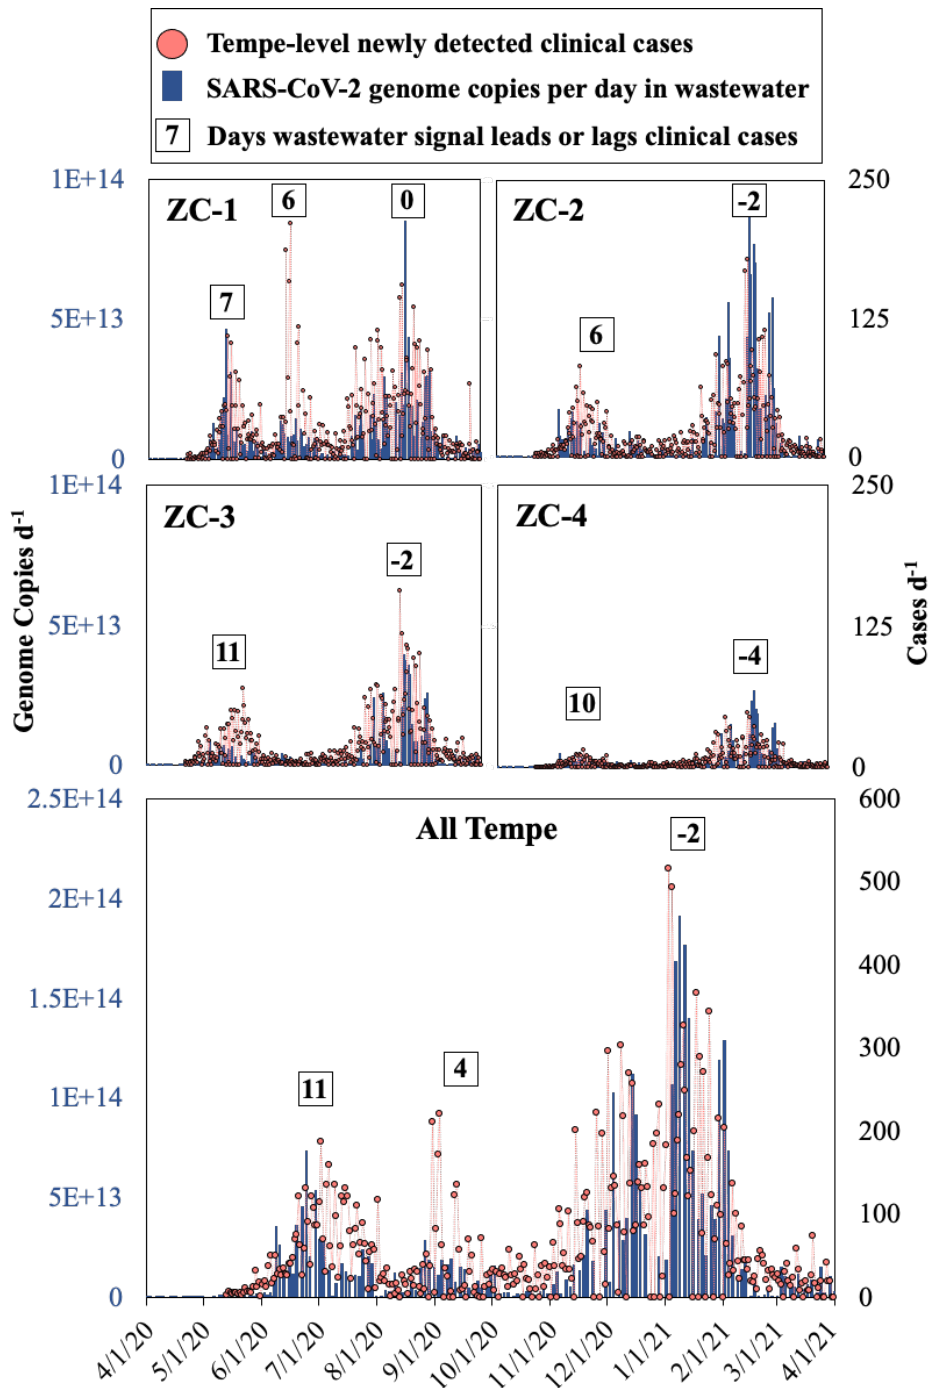 Tempe-level newly detected clinical cases
SARS-CoV-2 genome copies per day in wastewater
7 Days wastewater signal leads or lags clinical cases
1E+14
5E+13
0
ZC-1
7
6
0
ZC-2
6
-2
250
125
0
1E+14
5E+13
0
ZC-3
11
-2
ZC-4
10
-4
250
125
0
Genome Copies d⁻¹
Cases d⁻¹
2.5E+14
2E+14
1.5E+14
1E+14
5E+13
0
All Tempe
11
4
-2
600
500
400
300
200
100
0
4/1/20
5/1/20
6/1/20
7/1/20
8/1/20
9/1/20
10/1/20
11/1/20
12/1/20
1/1/21
2/1/21
3/1/21
4/1/21